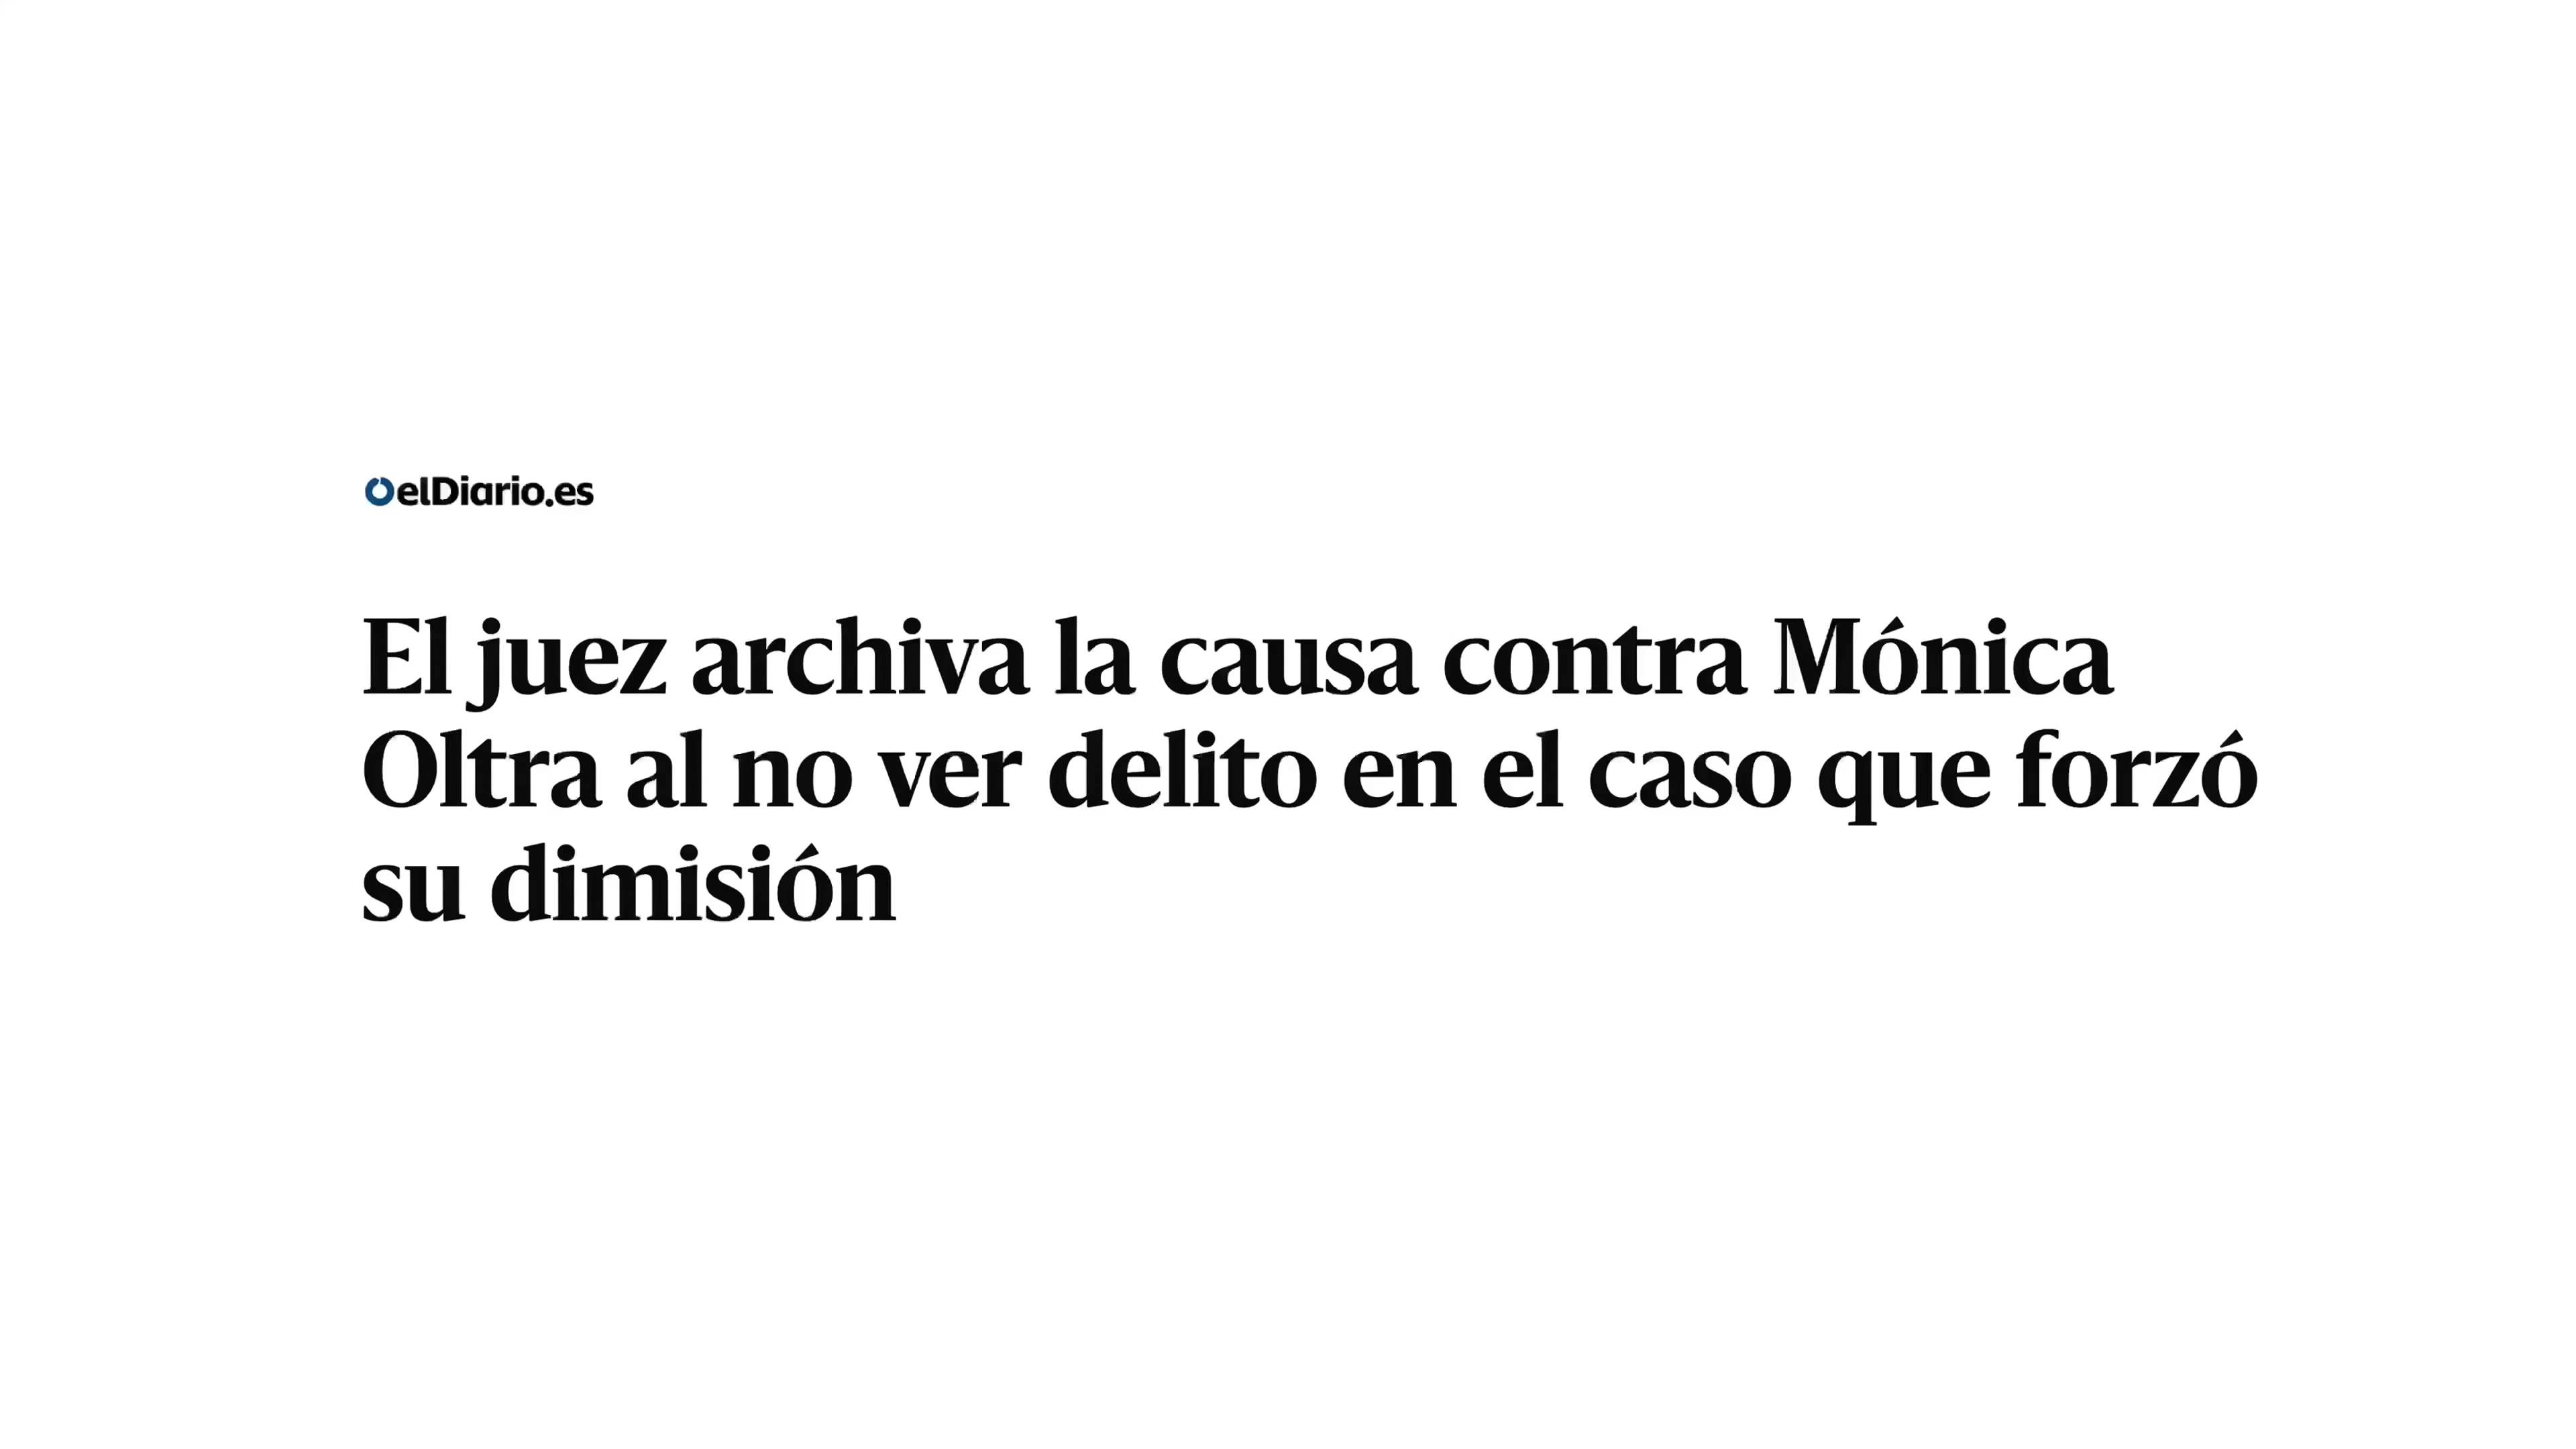 elDiario.es
El juez archiva la causa contra Mónica
Oltra al no ver delito en el caso que forzó
su dimisión